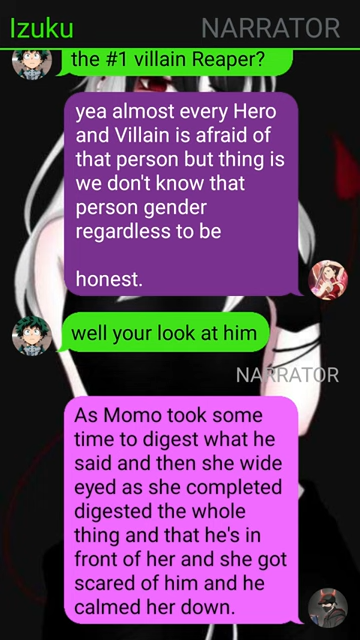 Izuku
NARRATOR
the #1 villain Reaper?
yea almost every Hero
and Villain is afraid of
that person but thing is
we don't know that
person gender
regardless to be
honest.
well your look at him
NARRATOR
As Momo took some
time to digest what he
said and then she wide
eyed as she completed
digested the whole
thing and that he's in
front of her and she got
scared of him and he
calmed her down.